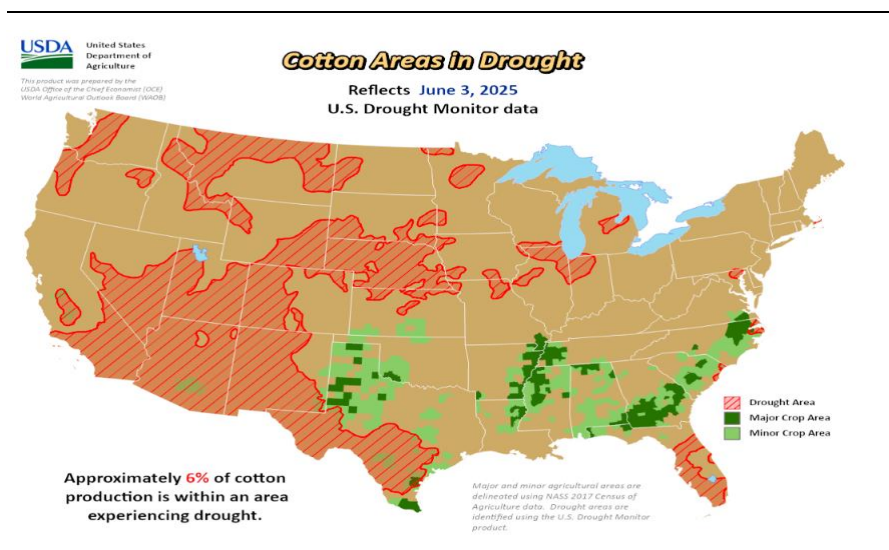 USDA
United States
Department of
Agriculture
This product was prepared by the
USDA Office of the Chief Economist (OCE)
World Agricultural Outlook Board (WAOB)
Cotton Areas in Drought
Reflects June 3, 2025
U.S. Drought Monitor data
Drought Area
Major Crop Area
Minor Crop Area
Approximately 6% of cotton
production is within an area
experiencing drought.
Major and minor agricultural areas are
delineated using NASS 2017 Census of
Agriculture data. Drought areas are
identified using the U.S. Drought Monitor
product.